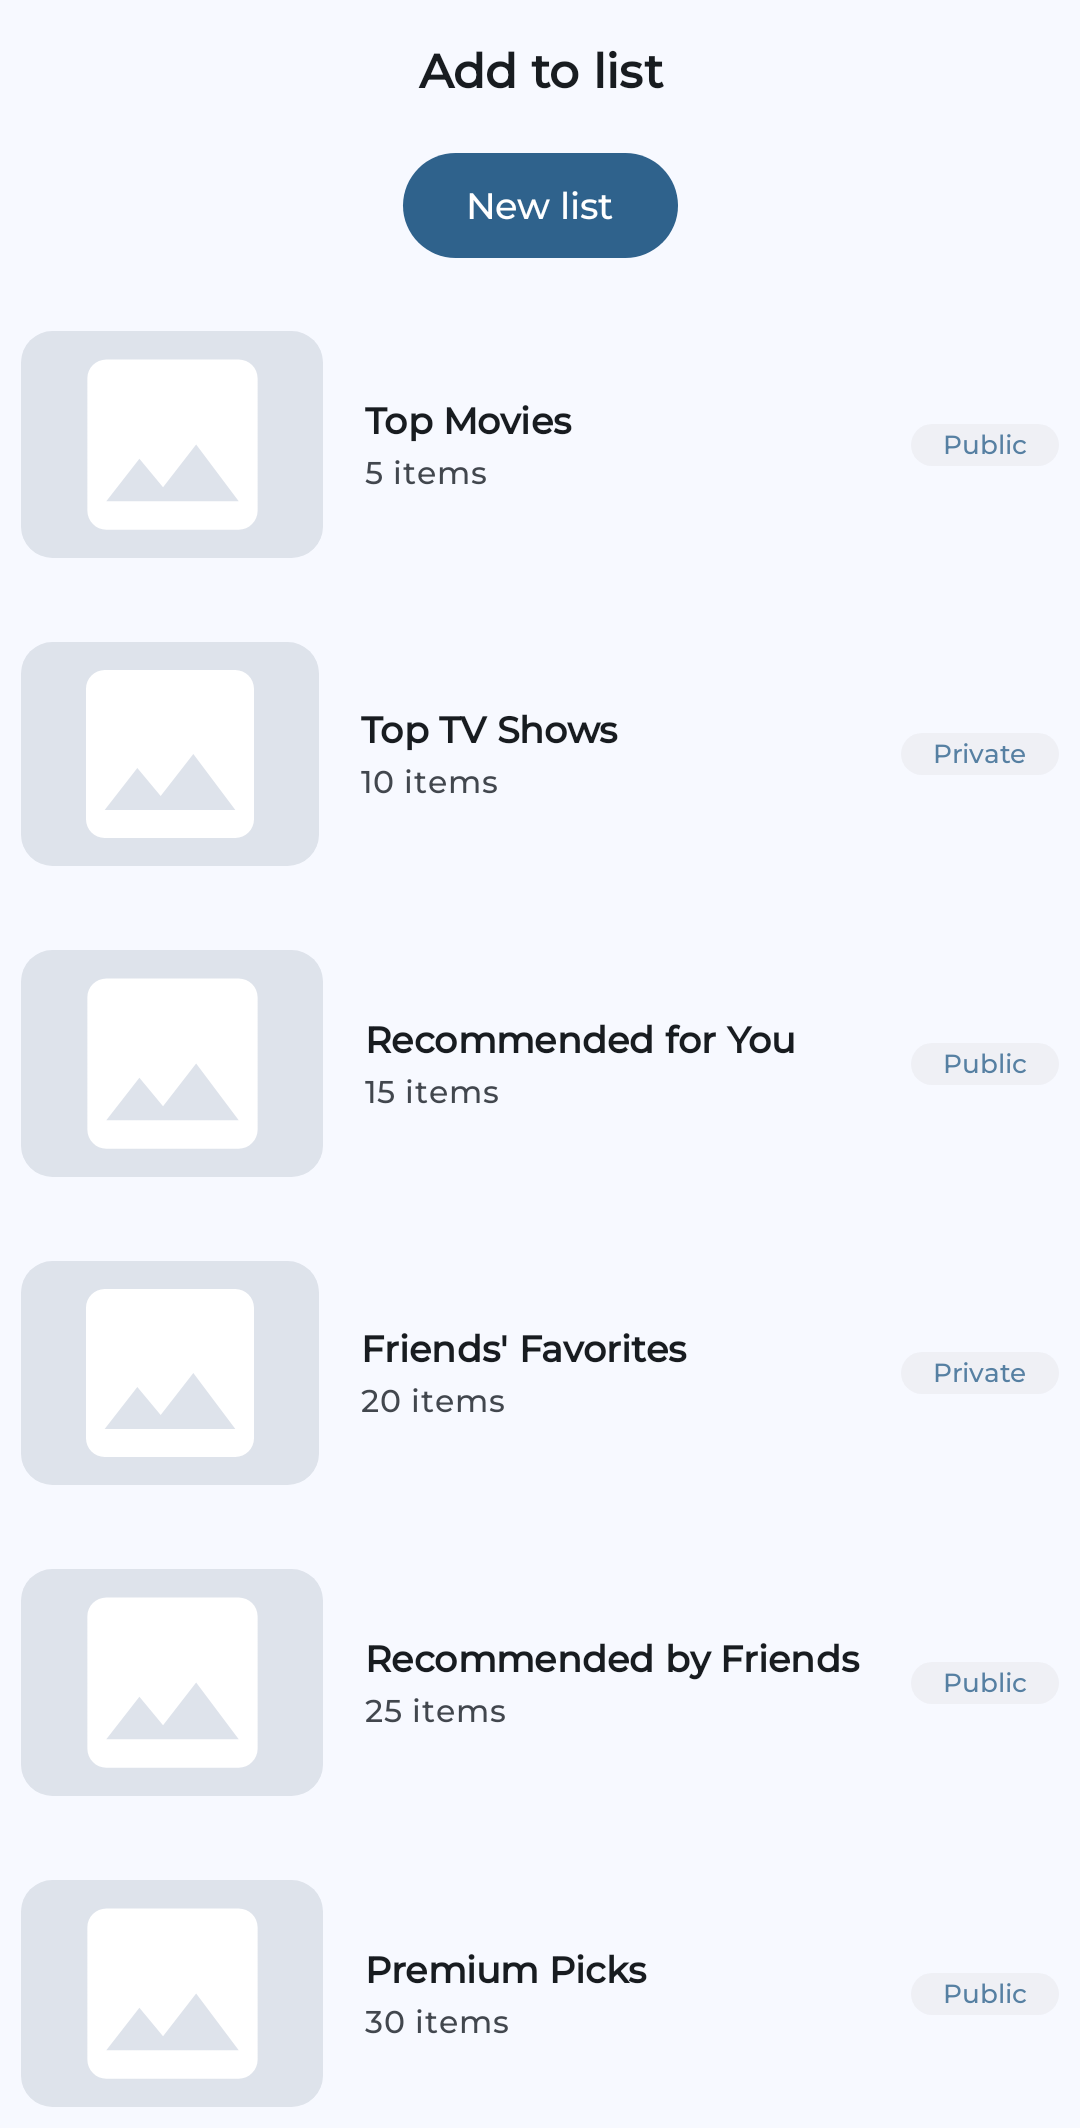 Add to list
New list
Top Movies
5 items
Public
Top TV Shows
10 items
Private
Recommended for You
15 items
Public
Friends' Favorites
20 items
Private
Recommended by Friends
25 items
Public
Premium Picks
30 items
Public